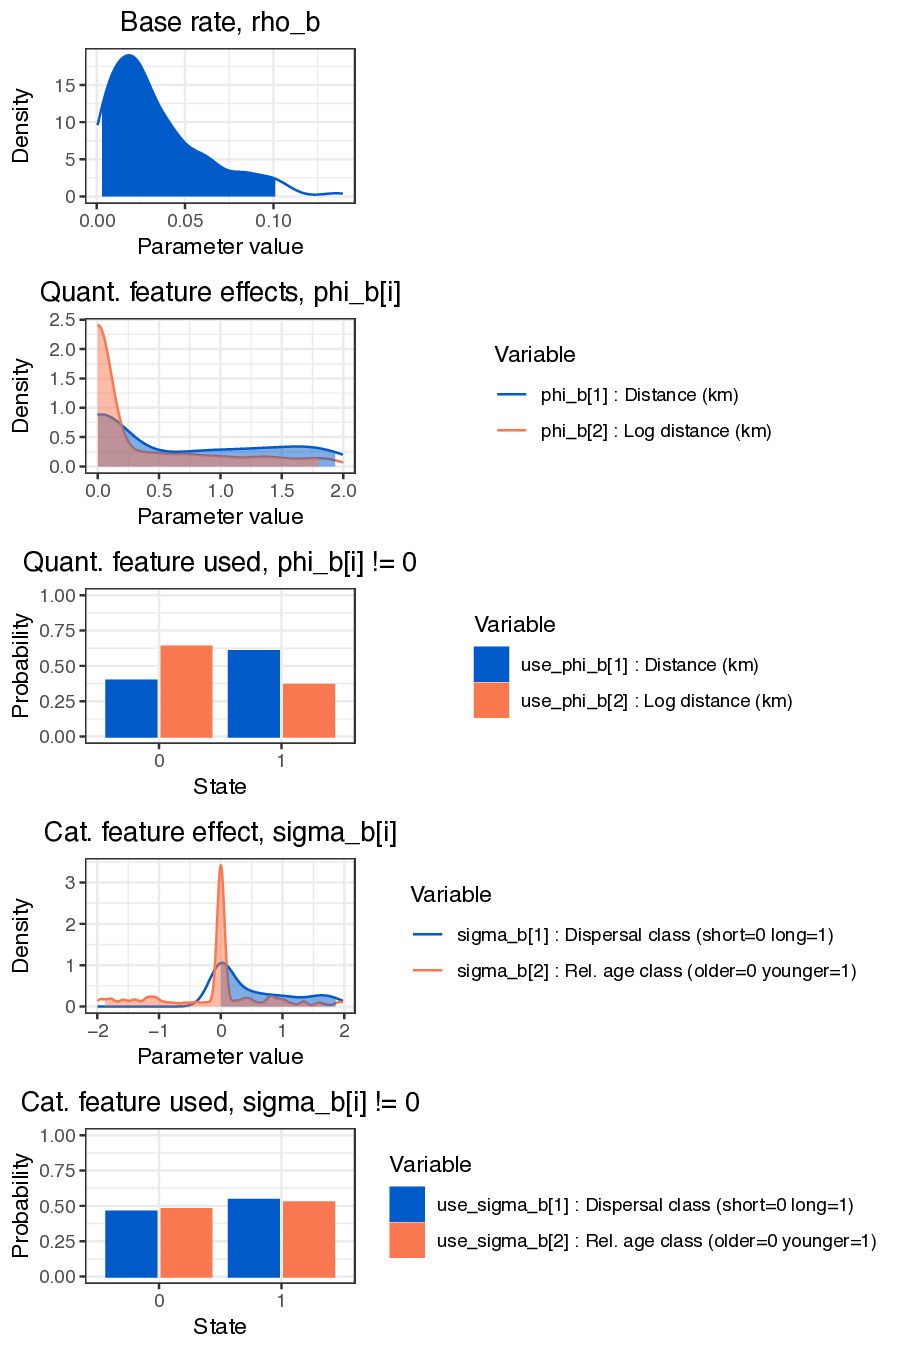 Base rate, rho_b
Density
15
10
5
0
0.00 0.05 0.10
Parameter value
Quant. feature effects, phi_b[i]
Density
2.5
2.0
1.5
1.0
0.5
0.0
0.0 0.5 1.0 1.5 2.0
Parameter value
Variable
phi_b[1] : Distance (km)
phi_b[2] : Log distance (km)
Quant. feature used, phi_b[i] != 0
Probability
1.00
0.75
0.50
0.25
0.00
0 1
State
Variable
use_phi_b[1] : Distance (km)
use_phi_b[2] : Log distance (km)
Cat. feature effect, sigma_b[i]
Density
3
2
1
0
−2 −1 0 1 2
Parameter value
Variable
sigma_b[1] : Dispersal class (short=0 long=1)
sigma_b[2] : Rel. age class (older=0 younger=1)
Cat. feature used, sigma_b[i] != 0
Probability
1.00
0.75
0.50
0.25
0.00
0 1
State
Variable
use_sigma_b[1] : Dispersal class (short=0 long=1)
use_sigma_b[2] : Rel. age class (older=0 younger=1)